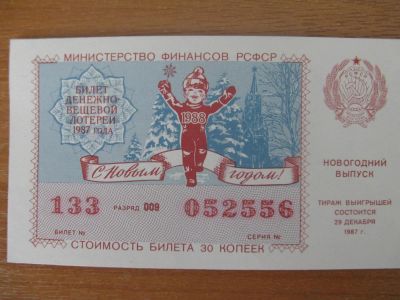 МИНИСТЕРСТВО ФИНАНСОВ РСФСР
БИЛЕТ
ДЕНЕЖНО-
ВЕЩЕВОЙ
ЛОТЕРЕИ
1987 ГОДА
1988
С Новым годом!
133 РАЗРЯД 009 052556
БИЛЕТ № СЕРИЯ №
СТОИМОСТЬ БИЛЕТА 30 КОПЕЕК
РСФСР
НОВОГОДНИЙ
ВЫПУСК
ТИРАЖ ВЫИГРЫШЕЙ
СОСТОИТСЯ
29 ДЕКАБРЯ
1987 г.